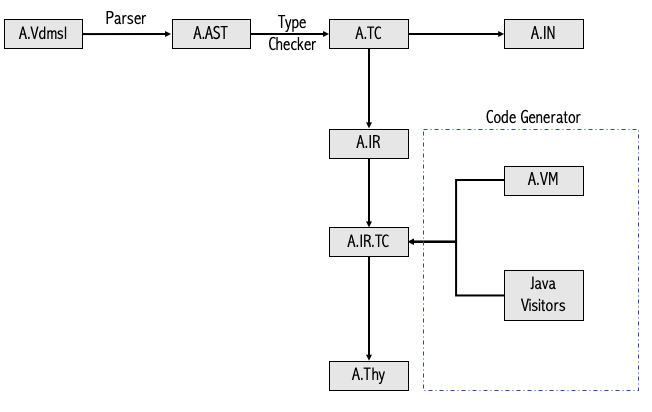 A.Vdmsl
Parser
A.AST
Type
Checker
A.TC
A.IN
A.IR
Code Generator
A.VM
A.IR.TC
Java
Visitors
A.Thy